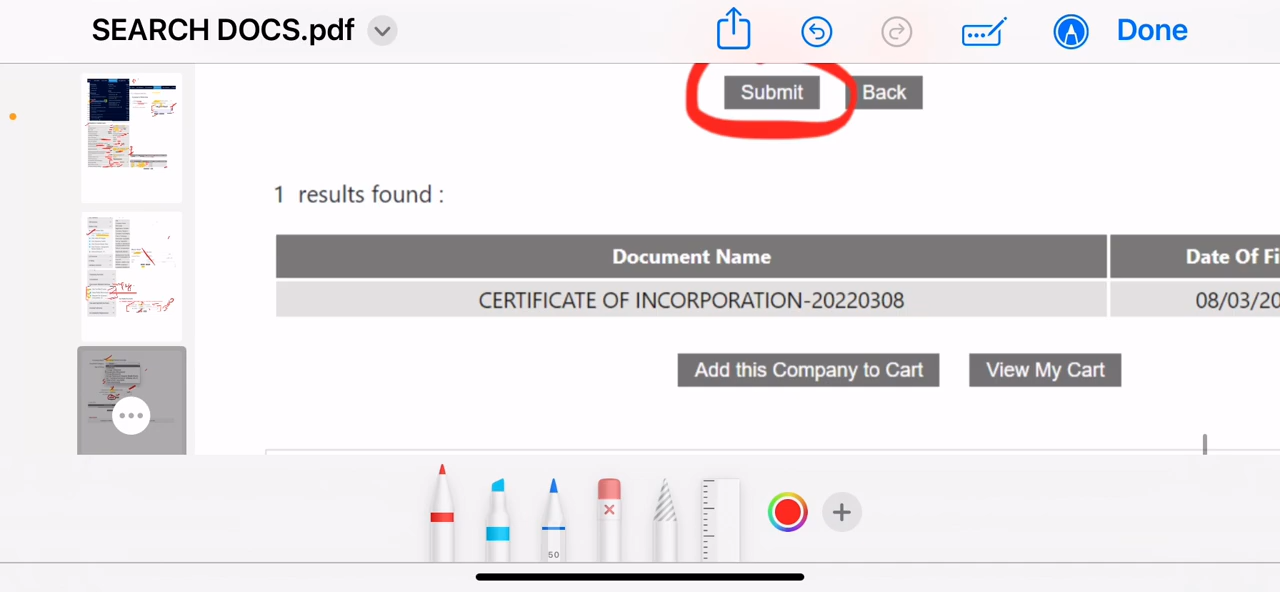 SEARCH DOCS.pdf
Done
Submit
Back
1 results found :
Document Name
Date Of Fi
CERTIFICATE OF INCORPORATION-20220308
08/03/20
Add this Company to Cart
View My Cart
50